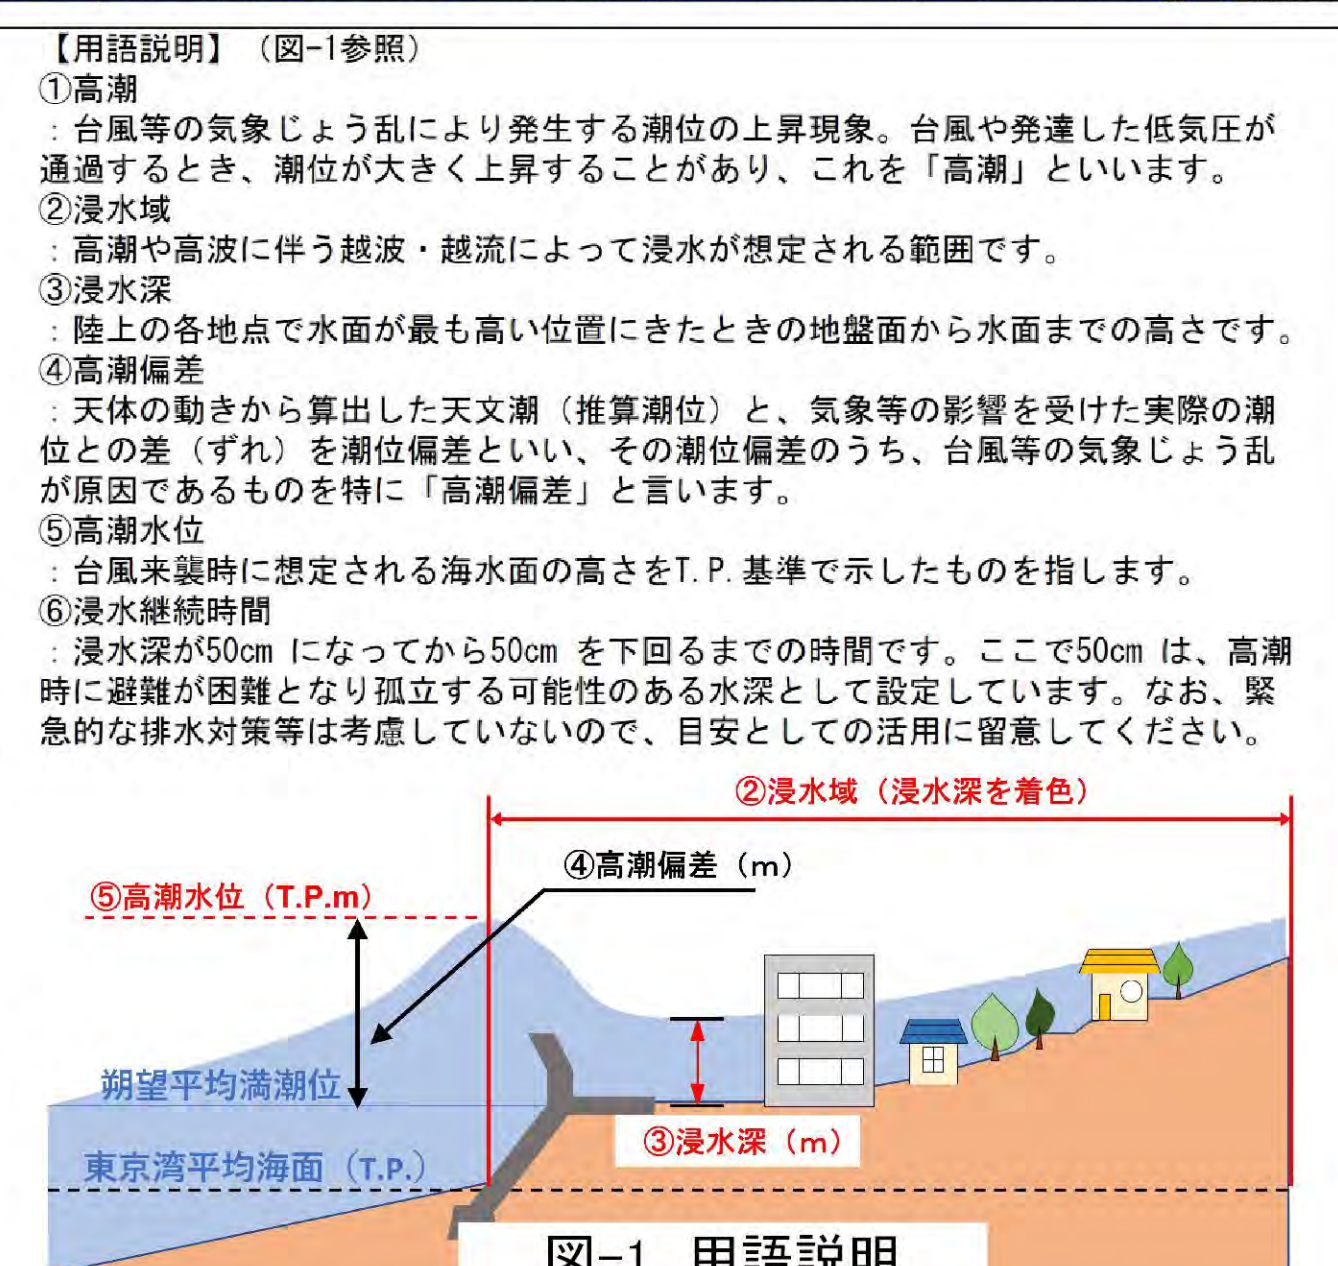 【用語説明】（図-1参照）
①高潮
：台風等の気象じょう乱により発生する潮位の上昇現象。台風や発達した低気圧が
通過するとき、潮位が大きく上昇することがあり、これを「高潮」といいます。
②浸水域
：高潮や高波に伴う越波・越流によって浸水が想定される範囲です。
③浸水深
：陸上の各地点で水面が最も高い位置にきたときの地盤面から水面までの高さです。
④高潮偏差
：天体の動きから算出した天文潮（推算潮位）と、気象等の影響を受けた実際の潮
位との差（ずれ）を潮位偏差といい、その潮位偏差のうち、台風等の気象じょう乱
が原因であるものを特に「高潮偏差」と言います。
⑤高潮水位
：台風来襲時に想定される海水面の高さをT.P.基準で示したものを指します。
⑥浸水継続時間
：浸水深が50cm になってから50cm を下回るまでの時間です。ここで50cm は、高潮
時に避難が困難となり孤立する可能性のある水深として設定しています。なお、緊
急的な排水対策等は考慮していないので、目安としての活用に留意してください。
②浸水域（浸水深を着色）
④高潮偏差（m）
⑤高潮水位（T.P.m）
朔望平均満潮位
③浸水深（m）
東京湾平均海面（T.P.）
図-1 用語説明